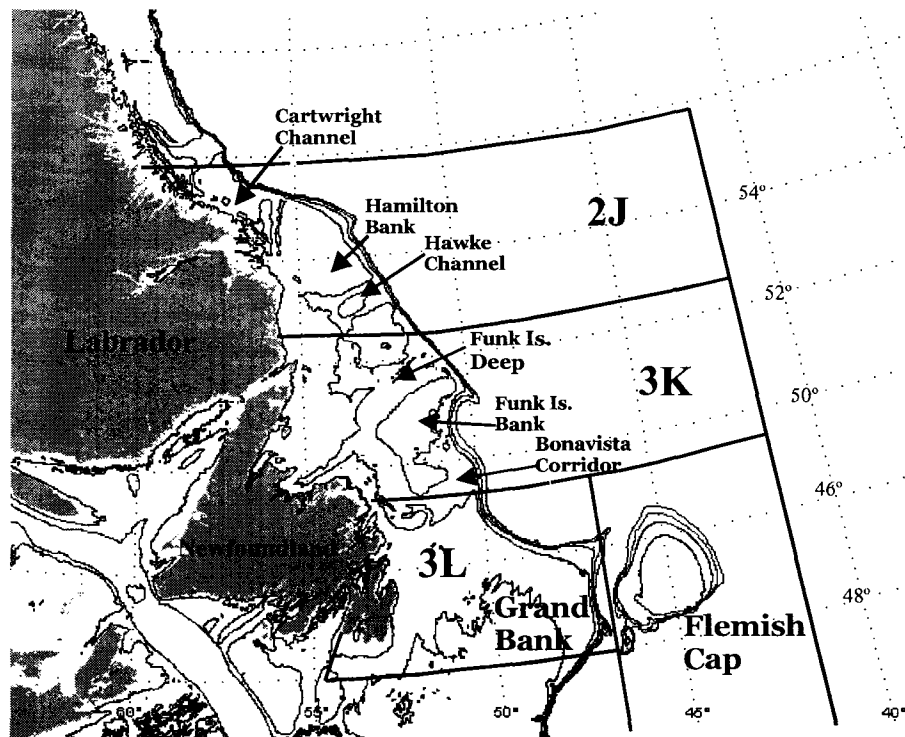 Cartwright
Channel
54°
2J
Hamilton
Bank
Hawke
Channel
52°
Labrador
Funk Is.
Deep
3K
50°
Funk Is.
Bank
Bonavista
Corridor
46°
Newfoundland
3L
Grand
Bank
48°
Flemish
Cap
60°
55°
50°
45°
40°